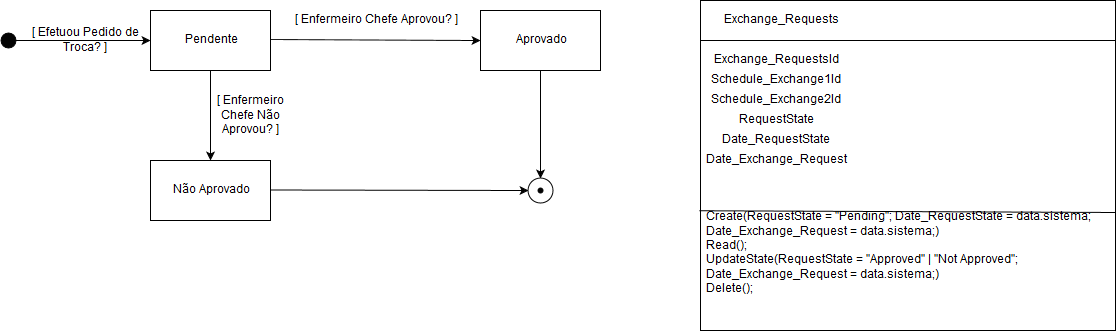 [ Efetuou Pedido de
Troca? ]
Pendente
[ Enfermeiro Chefe Aprovou? ]
Aprovado
[ Enfermeiro
Chefe Não
Aprovou? ]
Não Aprovado
Exchange_Requests
Exchange_RequestsId
Schedule_Exchange1Id
Schedule_Exchange2Id
RequestState
Date_RequestState
Date_Exchange_Request
Create(RequestState = "Pending"; Date_RequestState = data.sistema;
Date_Exchange_Request = data.sistema;)
Read();
UpdateState(RequestState = "Approved" | "Not Approved";
Date_Exchange_Request = data.sistema;)
Delete();